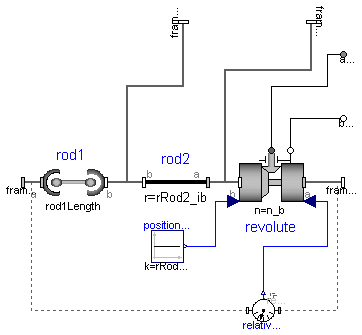 fram...
fram...
a...
b...
rod1
rod2
b
a
a
b
b
a
fram...
rod1Length
r=rRod2_ib
n=n_b
fram...
revolute
position...
k=rRod...
relativ...